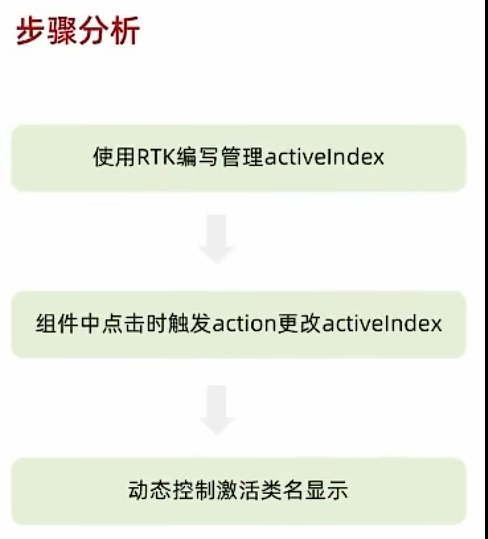 步骤分析
使用RTK编写管理activeIndex
组件中点击时触发action更改activeIndex
动态控制激活类名显示